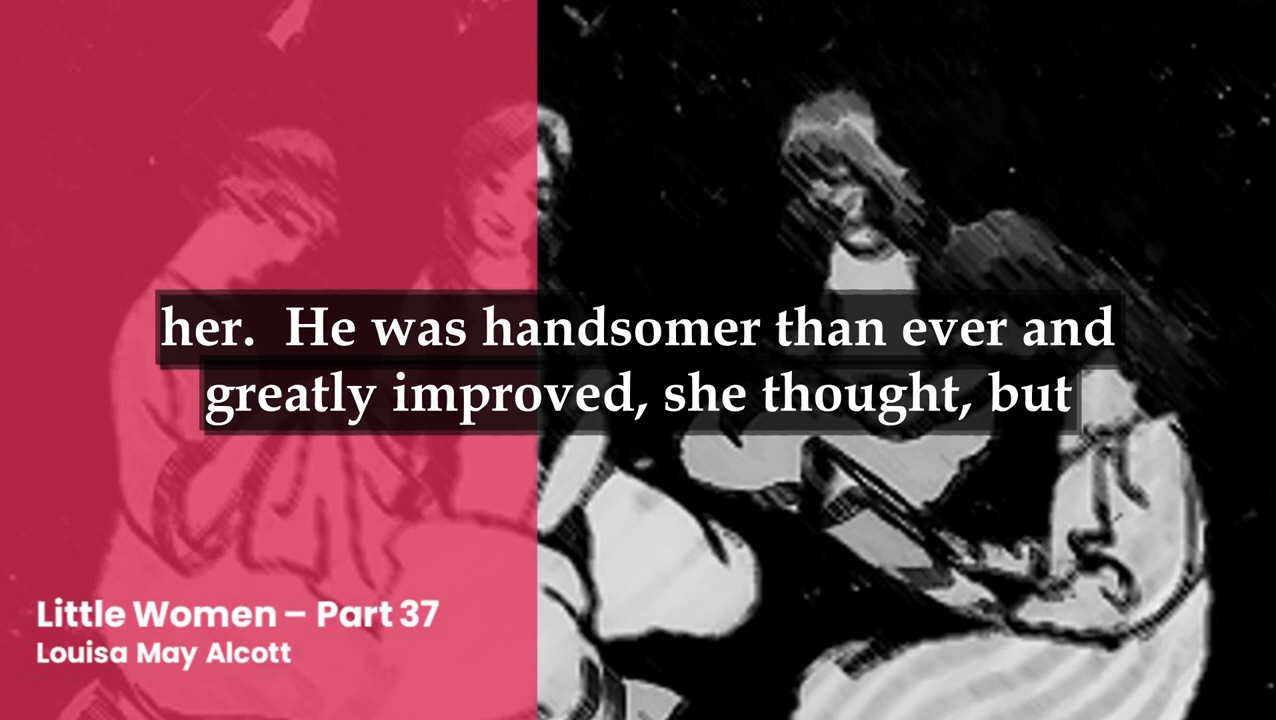 her. He was handsomer than ever and
greatly improved, she thought, but
Little Women – Part 37
Louisa May Alcott